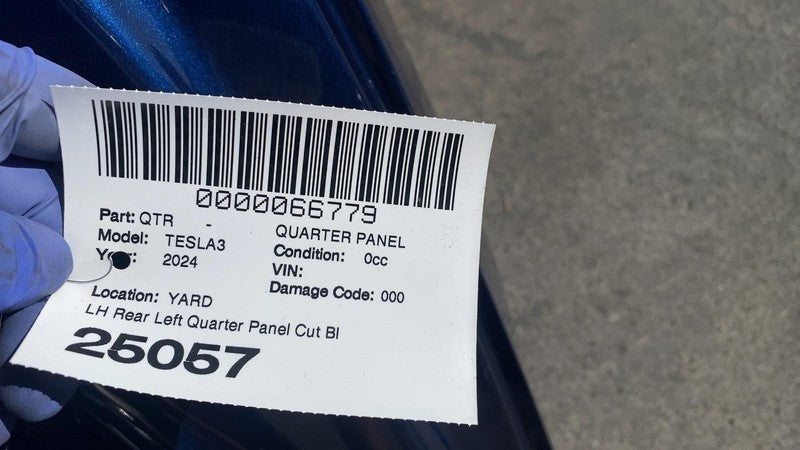 0000066779
Part: QTR -
QUARTER PANEL
Model: TESLA3
Condition: 0cc
Year: 2024
VIN:
Damage Code: 000
Location: YARD
LH Rear Left Quarter Panel Cut Bl
25057